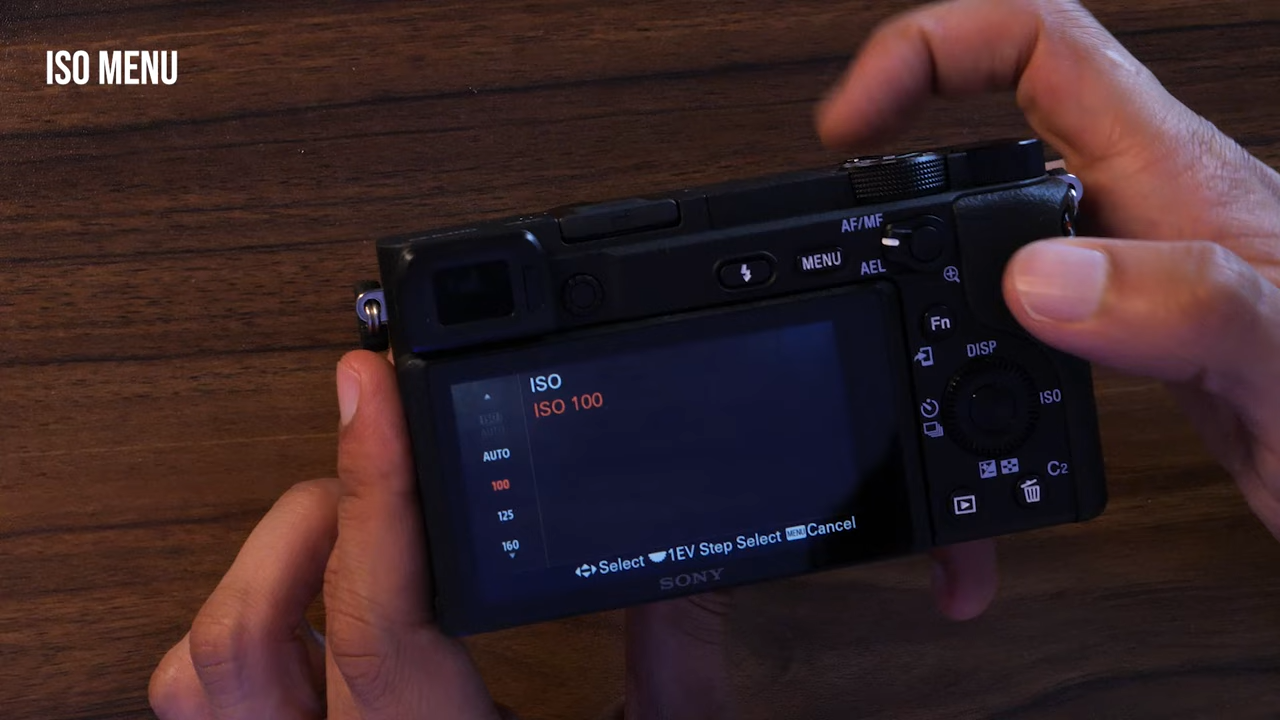 ISO MENU
AF/MF
MENU
AEL
Fn
DISP
ISO
ISO
ISO 100
AUTO
100
125
160
C2
Select 1EV Step Select MENU Cancel
SONY